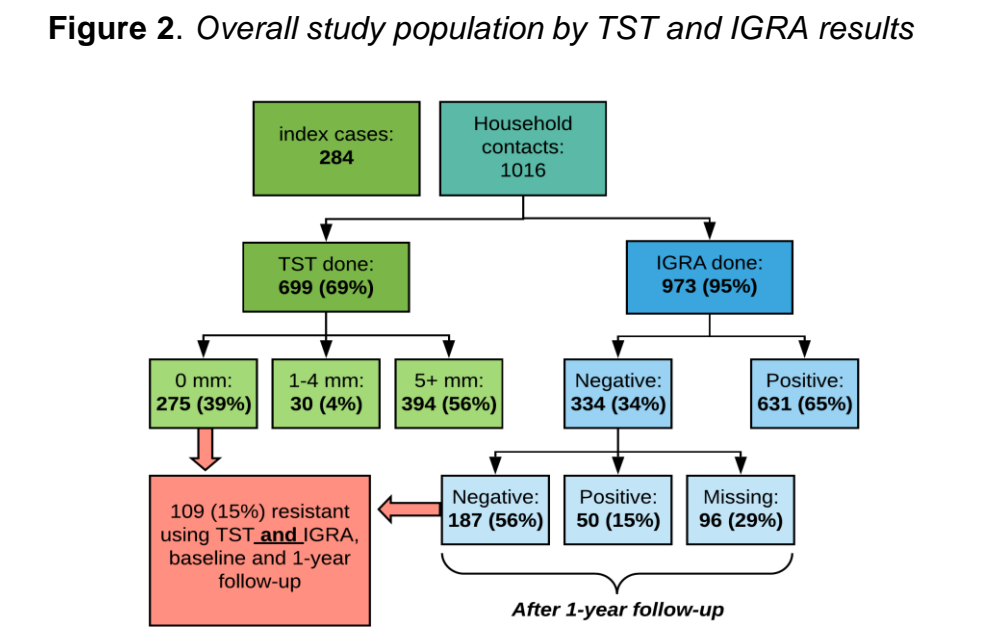 Figure 2. Overall study population by TST and IGRA results
index cases:
284
Household
contacts:
1016
TST done:
699 (69%)
IGRA done:
973 (95%)
0 mm:
275 (39%)
1-4 mm:
30 (4%)
5+ mm:
394 (56%)
Negative:
334 (34%)
Positive:
631 (65%)
109 (15%) resistant
using TST and IGRA,
baseline and 1-year
follow-up
Negative:
187 (56%)
Positive:
50 (15%)
Missing:
96 (29%)
After 1-year follow-up